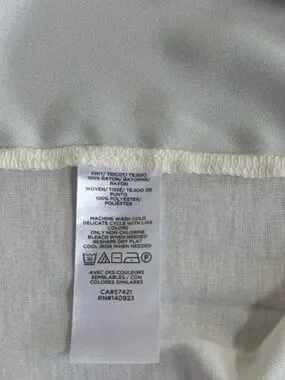 KNIT/ TRICOT/ TEJIDO
100% RAYON/ RAYONNE/
RAYON
WOVEN/ TISSE/ TEJIDO DE
PUNTO
100% POLYESTER/
POLIÉSTER
MACHINE WASH COLD
DELICATE CYCLE WITH LIKE
COLORS
ONLY NON-CHLORINE
BLEACH WHEN NEEDED
RESHAPE DRY FLAT
COOL IRON WHEN NEEDED
AVEC DES COULEURS
SEMBLABLES / CON
COLORES SIMILARES
CA#57421
RN#140923